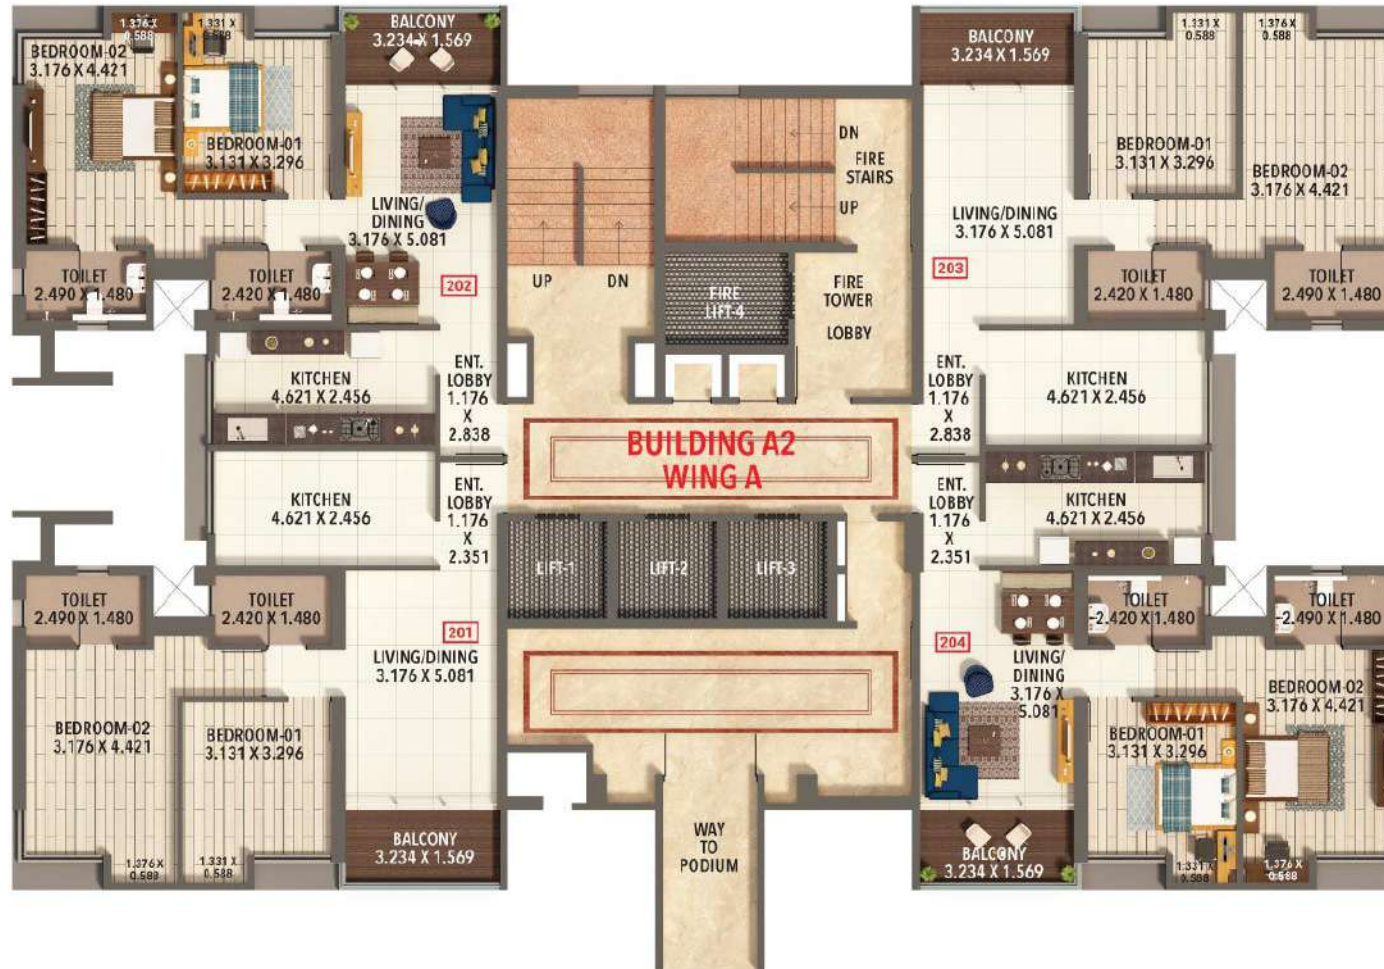 BEDROOM-02
3.176 X 4.421
1.376 X
0.588
1.331 X
0.588
BEDROOM-01
3.131 X 3.296
BALCONY
3.234 X 1.569
LIVING/
DINING
3.176 X 5.081
TOILET
2.490 X 1.480
TOILET
2.420 X 1.480
202
KITCHEN
4.621 X 2.456
ENT.
LOBBY
1.176
X
2.838
UP
DN
DN
FIRE
STAIRS
UP
FIRE
LIFT-4
FIRE
TOWER
LOBBY
BALCONY
3.234 X 1.569
1.331 X
0.588
1.376 X
0.588
BEDROOM-01
3.131 X 3.296
BEDROOM-02
3.176 X 4.421
LIVING/DINING
3.176 X 5.081
203
TOILET
2.420 X 1.480
TOILET
2.490 X 1.480
ENT.
LOBBY
1.176
X
2.838
KITCHEN
4.621 X 2.456
BUILDING A2
WING A
KITCHEN
4.621 X 2.456
ENT.
LOBBY
1.176
X
2.351
LIFT-1
LIFT-2
LIFT-3
ENT.
LOBBY
1.176
X
2.351
KITCHEN
4.621 X 2.456
TOILET
2.490 X 1.480
TOILET
2.420 X 1.480
201
LIVING/DINING
3.176 X 5.081
BEDROOM-02
3.176 X 4.421
BEDROOM-01
3.131 X 3.296
1.376 X
0.588
1.331 X
0.588
BALCONY
3.234 X 1.569
WAY
TO
PODIUM
204
LIVING/
DINING
3.176 X
5.081
TOILET
2.420 X 1.480
TOILET
2.490 X 1.480
BEDROOM-01
3.131 X 3.296
BEDROOM-02
3.176 X 4.421
BALCONY
3.234 X 1.569
1.331 X
0.588
1.376 X
0.588